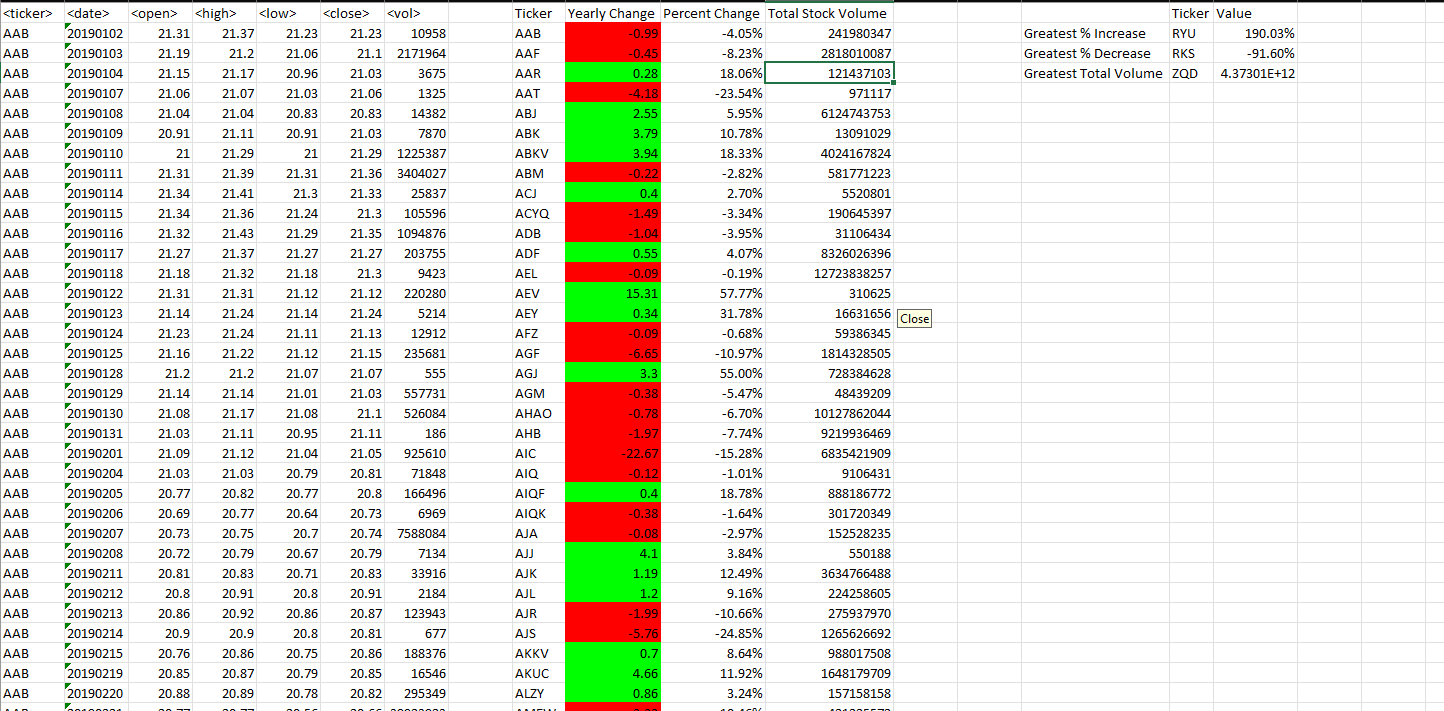 <ticker> <date> <open> <high> <low> <close> <vol> Ticker Yearly Change Percent Change Total Stock Volume Ticker Value
AAB 20190102 21.31 21.37 21.23 21.23 10958 AAB -0.99 -4.05% 241980347 Greatest % Increase RYU 190.03%
AAB 20190103 21.19 21.2 21.06 21.1 2171964 AAF -0.45 -8.23% 2818010087 Greatest % Decrease RKS -91.60%
AAB 20190104 21.15 21.17 20.96 21.03 3675 AAR 0.28 18.06% 121437103 Greatest Total Volume ZQD 4.37301E+12
AAB 20190107 21.06 21.07 21.03 21.06 1325 AAT -4.18 -23.54% 971117
AAB 20190108 21.04 21.04 20.83 20.83 14382 ABJ 2.55 5.95% 6124743753
AAB 20190109 20.91 21.11 20.91 21.03 7870 ABK 3.79 10.78% 13091029
AAB 20190110 21 21.29 21 21.29 1225387 ABKV 3.94 18.33% 4024167824
AAB 20190111 21.31 21.39 21.31 21.36 3404027 ABM -0.22 -2.82% 581771223
AAB 20190114 21.34 21.41 21.3 21.33 25837 ACJ 0.4 2.70% 5520801
AAB 20190115 21.34 21.36 21.24 21.3 105596 ACYQ -1.49 -3.34% 190645397
AAB 20190116 21.32 21.43 21.29 21.35 1094876 ADB -1.04 -3.95% 31106434
AAB 20190117 21.27 21.37 21.27 21.27 203755 ADF 0.55 4.07% 8326026396
AAB 20190118 21.18 21.32 21.18 21.3 9423 AEL -0.09 -0.19% 12723838257
AAB 20190122 21.31 21.31 21.12 21.12 220280 AEV 15.31 57.77% 310625
AAB 20190123 21.14 21.24 21.14 21.24 5214 AEY 0.34 31.78% 16631656 Close
AAB 20190124 21.23 21.24 21.11 21.13 12912 AFZ -0.09 -0.68% 59386345
AAB 20190125 21.16 21.22 21.12 21.15 235681 AGF -6.65 -10.97% 1814328505
AAB 20190128 21.2 21.2 21.07 21.07 555 AGJ 3.3 55.00% 728384628
AAB 20190129 21.14 21.14 21.01 21.03 557731 AGM -0.38 -5.47% 48439209
AAB 20190130 21.08 21.17 21.08 21.1 526084 AHAO -0.78 -6.70% 10127862044
AAB 20190131 21.03 21.11 20.95 21.11 186 AHB -1.97 -7.74% 9219936469
AAB 20190201 21.09 21.12 21.04 21.05 925610 AIC -22.67 -15.28% 6835421909
AAB 20190204 21.03 21.03 20.79 20.81 71848 AIQ -0.12 -1.01% 9106431
AAB 20190205 20.77 20.82 20.77 20.8 166496 AIQF 0.4 18.78% 888186772
AAB 20190206 20.69 20.77 20.64 20.73 6969 AIQK -0.38 -1.64% 301720349
AAB 20190207 20.73 20.75 20.7 20.74 7588084 AJA -0.08 -2.97% 152528235
AAB 20190208 20.72 20.79 20.67 20.79 7134 AJJ 4.1 3.84% 550188
AAB 20190211 20.81 20.83 20.71 20.83 33916 AJK 1.19 12.49% 3634766488
AAB 20190212 20.8 20.91 20.8 20.91 2184 AJL 1.2 9.16% 224258605
AAB 20190213 20.86 20.92 20.86 20.87 123943 AJR -1.99 -10.66% 275937970
AAB 20190214 20.9 20.9 20.8 20.81 677 AJS -5.76 -24.85% 1265626692
AAB 20190215 20.76 20.86 20.75 20.86 188376 AKKV 0.7 8.64% 988017508
AAB 20190219 20.85 20.87 20.79 20.85 16546 AKUC 4.66 11.92% 1648179709
AAB 20190220 20.88 20.89 20.78 20.82 295349 ALZY 0.86 3.24% 157158158